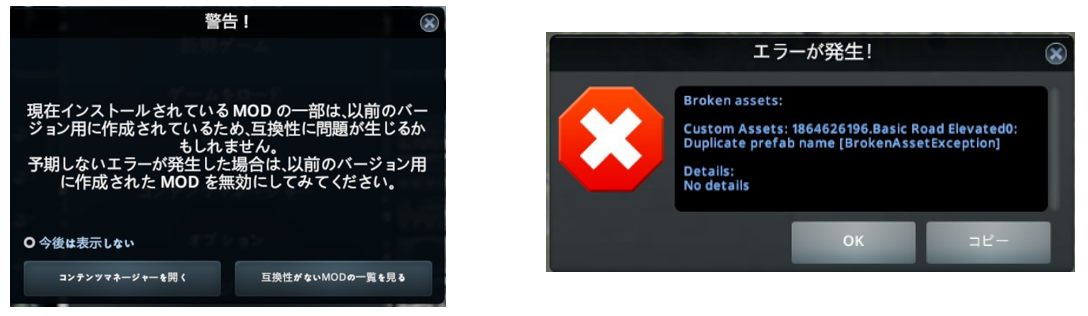 警告！
現在インストールされている MOD の一部は、以前のバー
ジョン用に作成されているため、互換性に問題が生じるか
もしれません。
予期しないエラーが発生した場合は、以前のバージョン用
に作成された MOD を無効にしてみてください。
今後は表示しない
コンテンツマネージャーを開く
互換性がないMODの一覧を見る
エラーが発生！
Broken assets:
Custom Assets: 1864626196.Basic Road Elevated0:
Duplicate prefab name [BrokenAssetException]
Details:
No details
OK
コピー